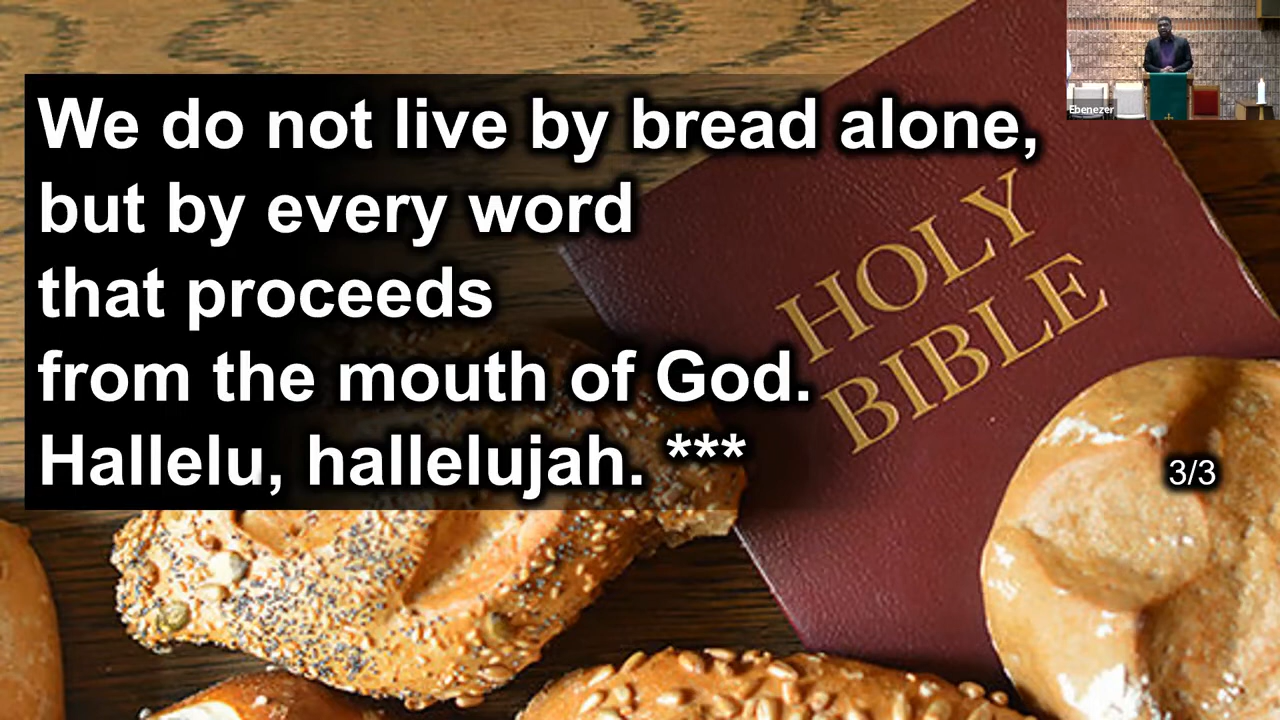 We do not live by bread alone,
but by every word
that proceeds
from the mouth of God.
Hallelu, hallelujah. ***
HOLY
BIBLE
3/3
Ebenezer